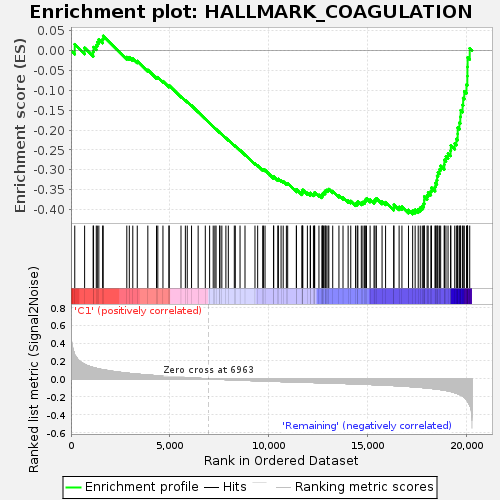 Enrichment plot: HALLMARK_COAGULATION
Enrichment score (ES)
0.05
0.00
-0.05
-0.10
-0.15
-0.20
-0.25
-0.30
-0.35
-0.40
Ranked list metric (Signal2Noise)
'C1' (positively correlated)
0.8
0.6
0.4
0.2
0.0
-0.2
-0.4
-0.6
Zero cross at 6963
'Remaining' (negatively correlated)
0
5,000
10,000
15,000
20,000
Rank in Ordered Dataset
Enrichment profile
Hits
Ranking metric scores